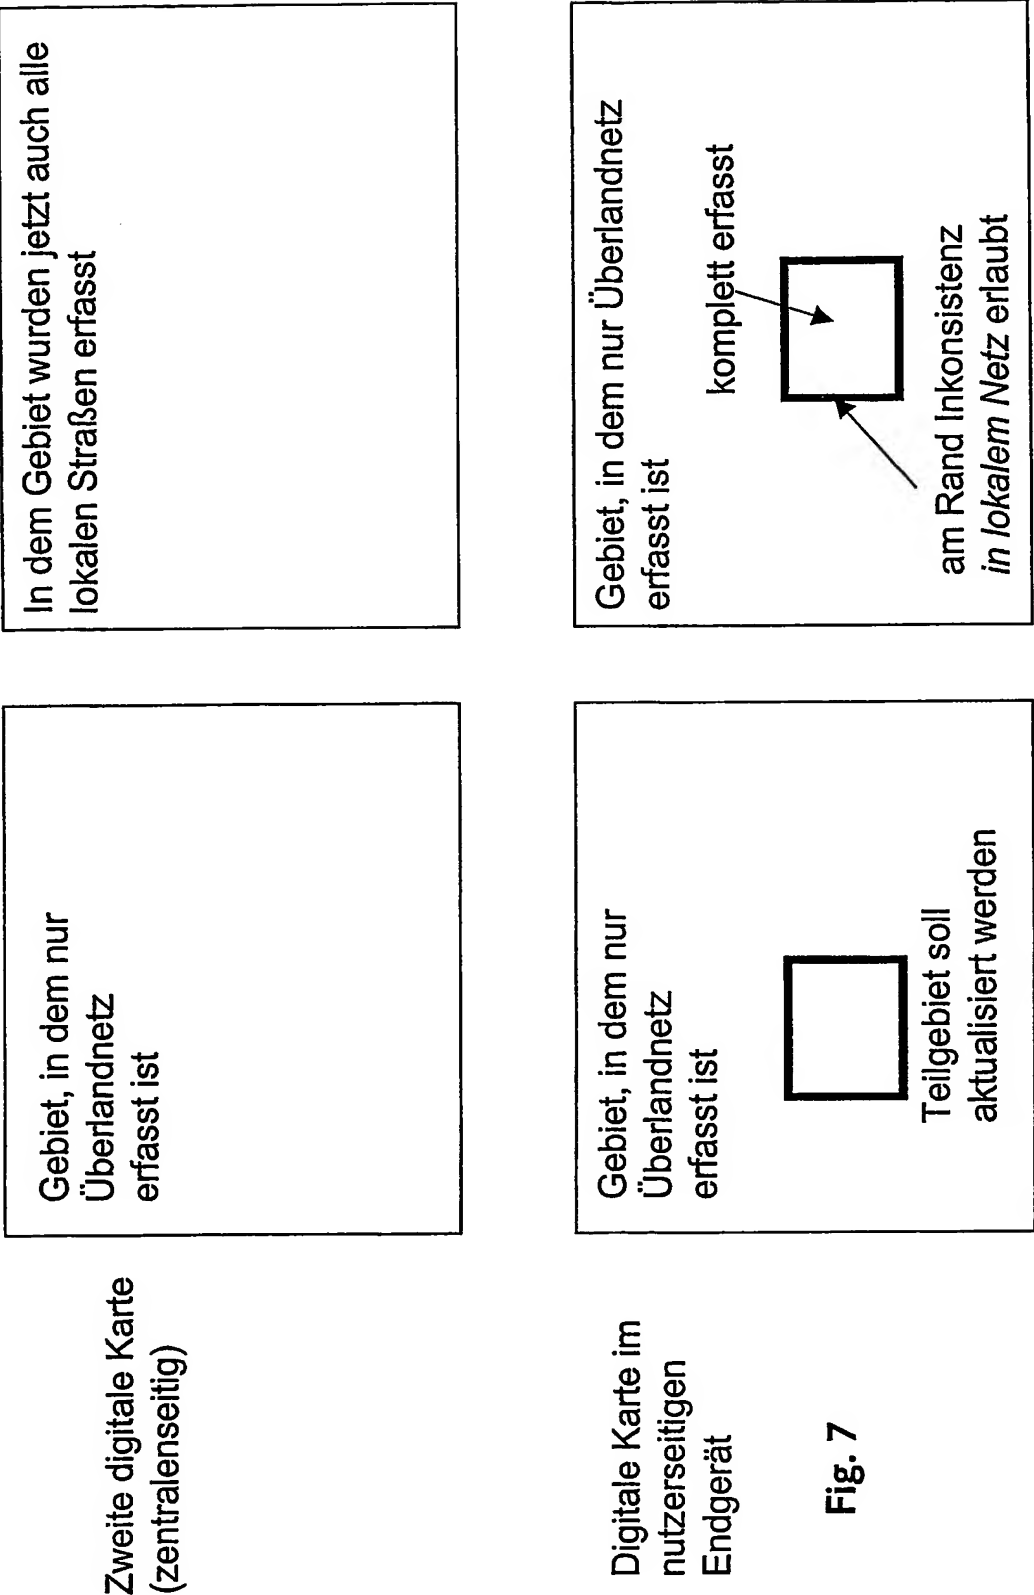 Zweite digitale Karte
(zentralenseitig)
Gebiet, in dem nur
Überlandnetz
erfasst ist
In dem Gebiet wurden jetzt auch alle
lokalen Straßen erfasst
Digitale Karte im
nutzerseitigen
Endgerät
Gebiet, in dem nur
Überlandnetz
erfasst ist
Teilgebiet soll
aktualisiert werden
Gebiet, in dem nur Überlandnetz
erfasst ist
komplett erfasst
am Rand Inkonsistenz
in lokalem Netz erlaubt
Fig. 7